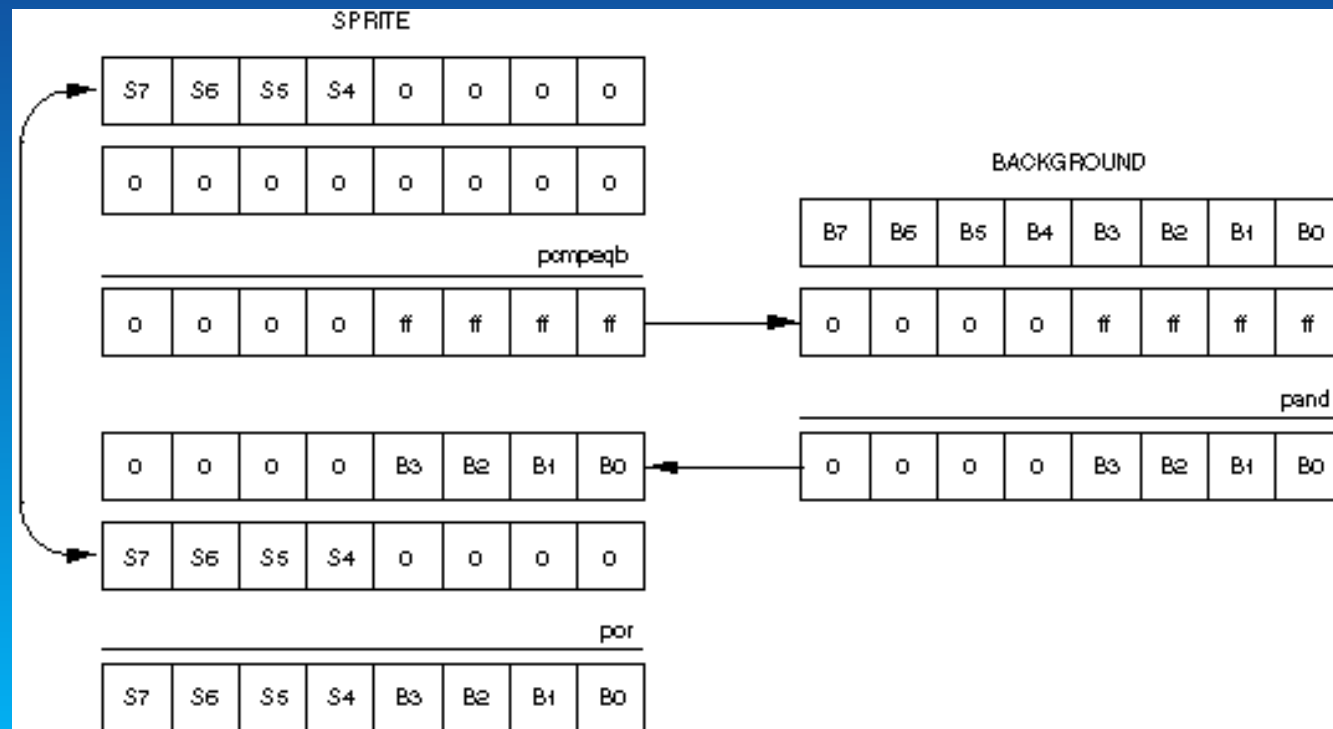 SPRITE
S7 S6 S5 S4 0 0 0 0
0 0 0 0 0 0 0 0
BACKGROUND
B7 B6 B5 B4 B3 B2 B1 B0
pcmpeqb
0 0 0 0 ff ff ff ff
0 0 0 0 ff ff ff ff
pand
0 0 0 0 B3 B2 B1 B0
0 0 0 0 B3 B2 B1 B0
S7 S6 S5 S4 0 0 0 0
por
S7 S6 S5 S4 B3 B2 B1 B0